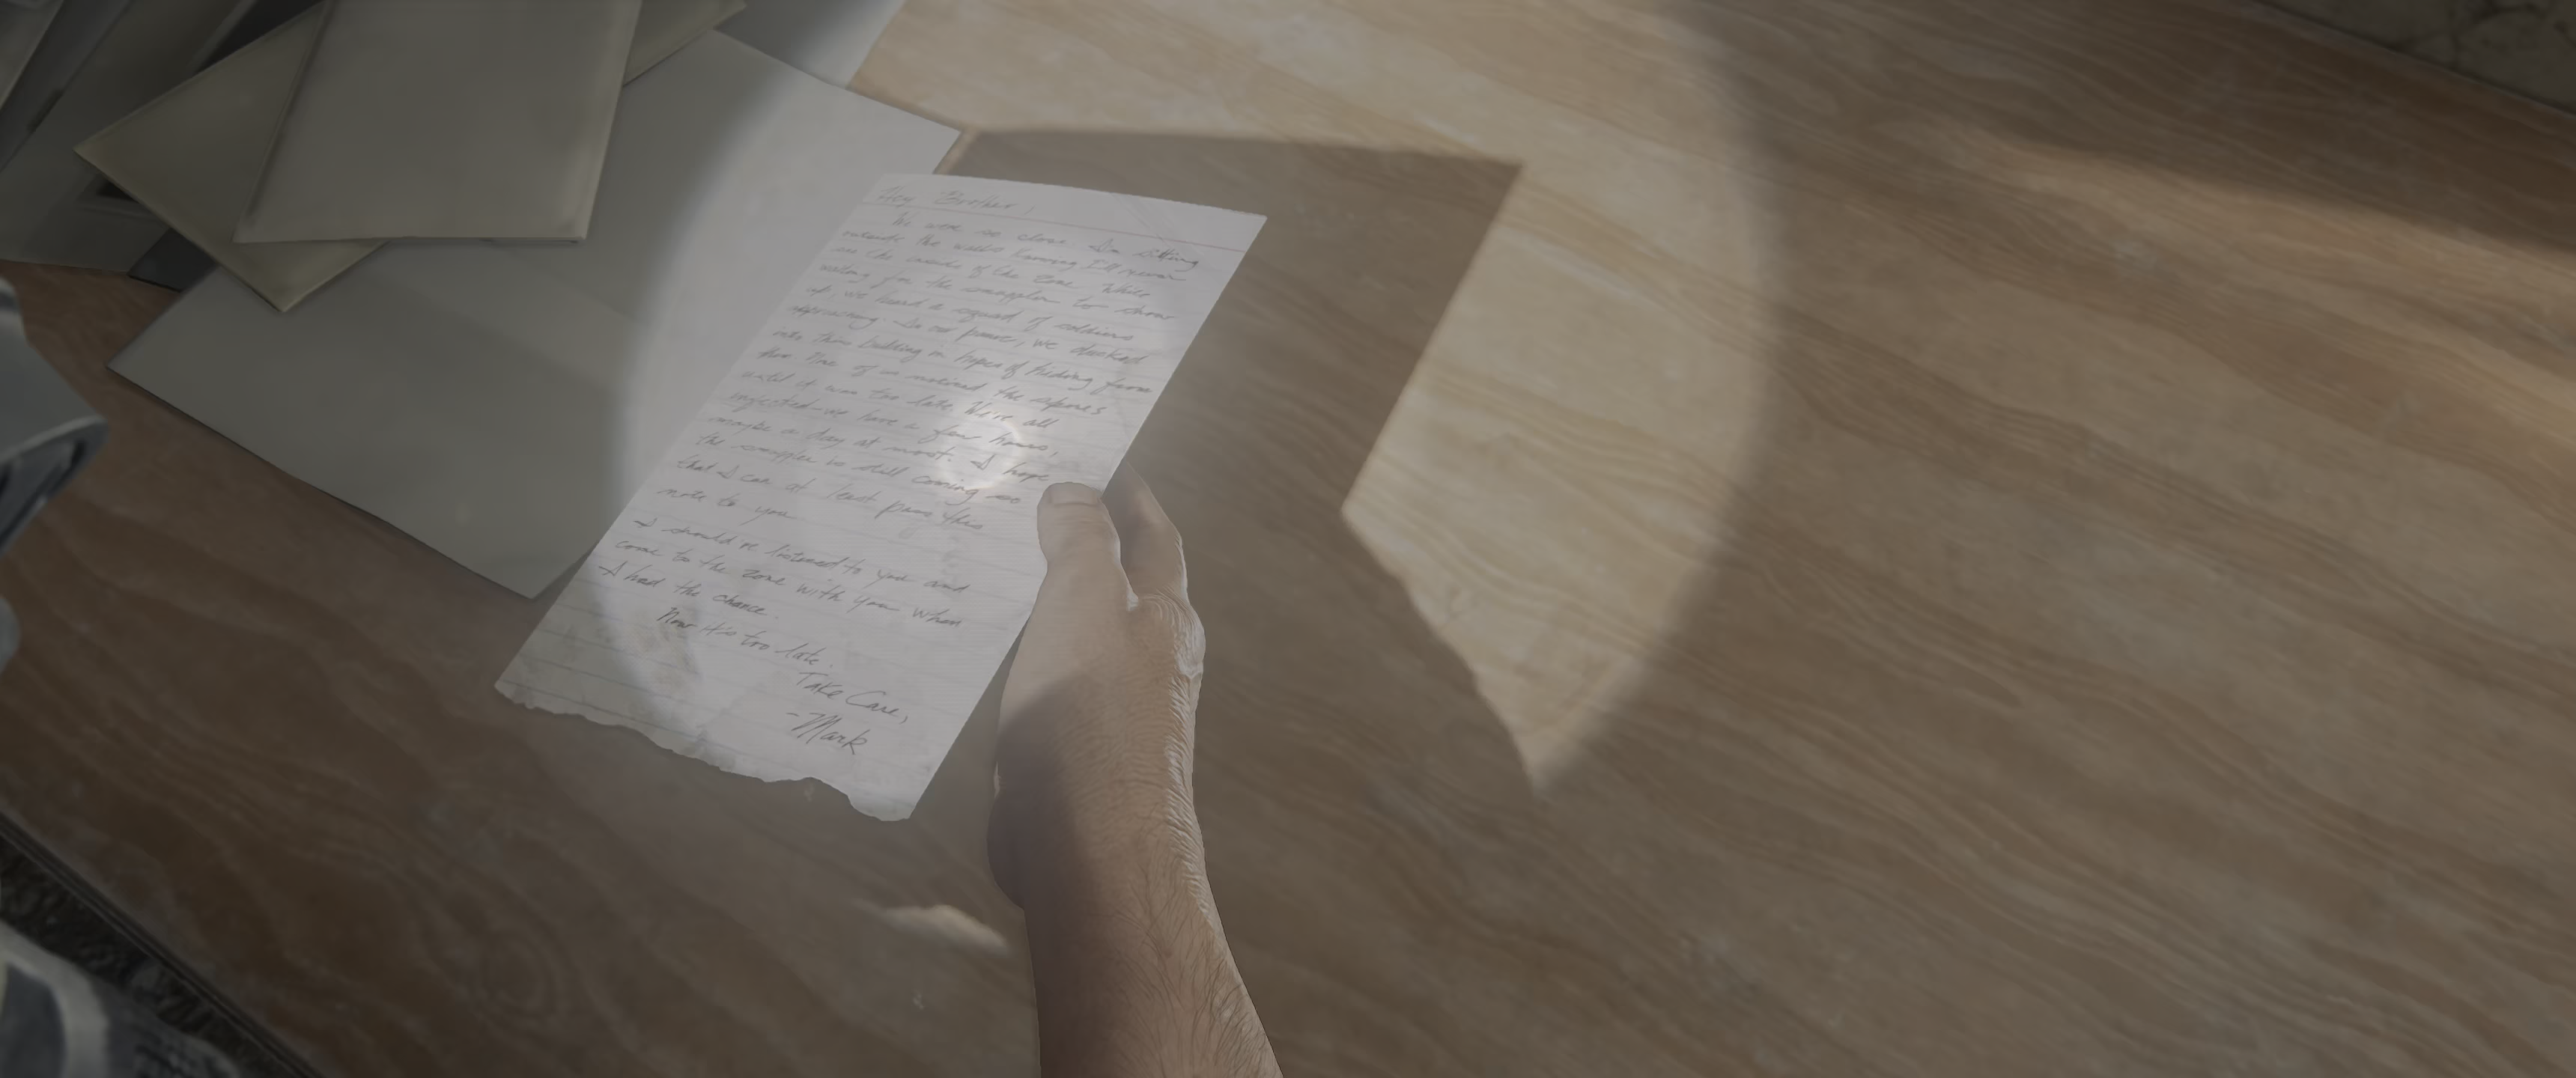 Hey Brother,
We were so close. I'm sitting
outside the walls knowing I'll never
see the inside of the Zone. While
waiting for the smuggler to show
up, we heard a squad of soldiers
approaching. In our panic, we ducked
into this building in hopes of hiding from
them. None of us noticed the spores
until it was too late. We're all
infected-we have a few hours,
maybe a day at most. I hope
the smuggler is still coming so
that I can at least pass this
note to you.
I should've listened to you and
come to the zone with you when
I had the chance.
Now it's too late.
Take Care,
-Mark